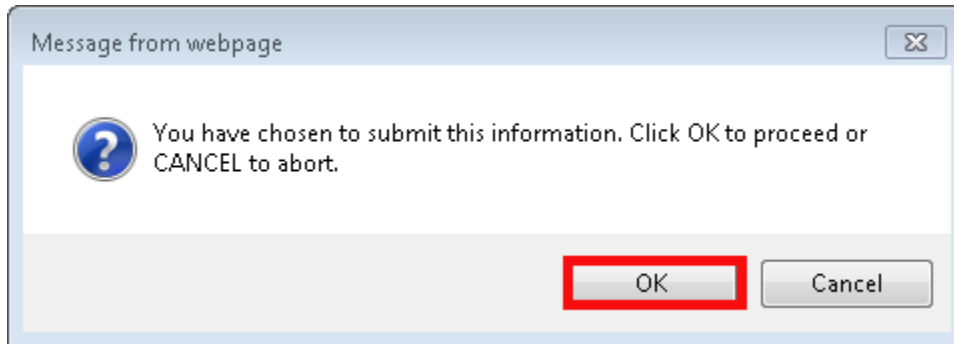 Message from webpage
You have chosen to submit this information. Click OK to proceed or
CANCEL to abort.
OK
Cancel